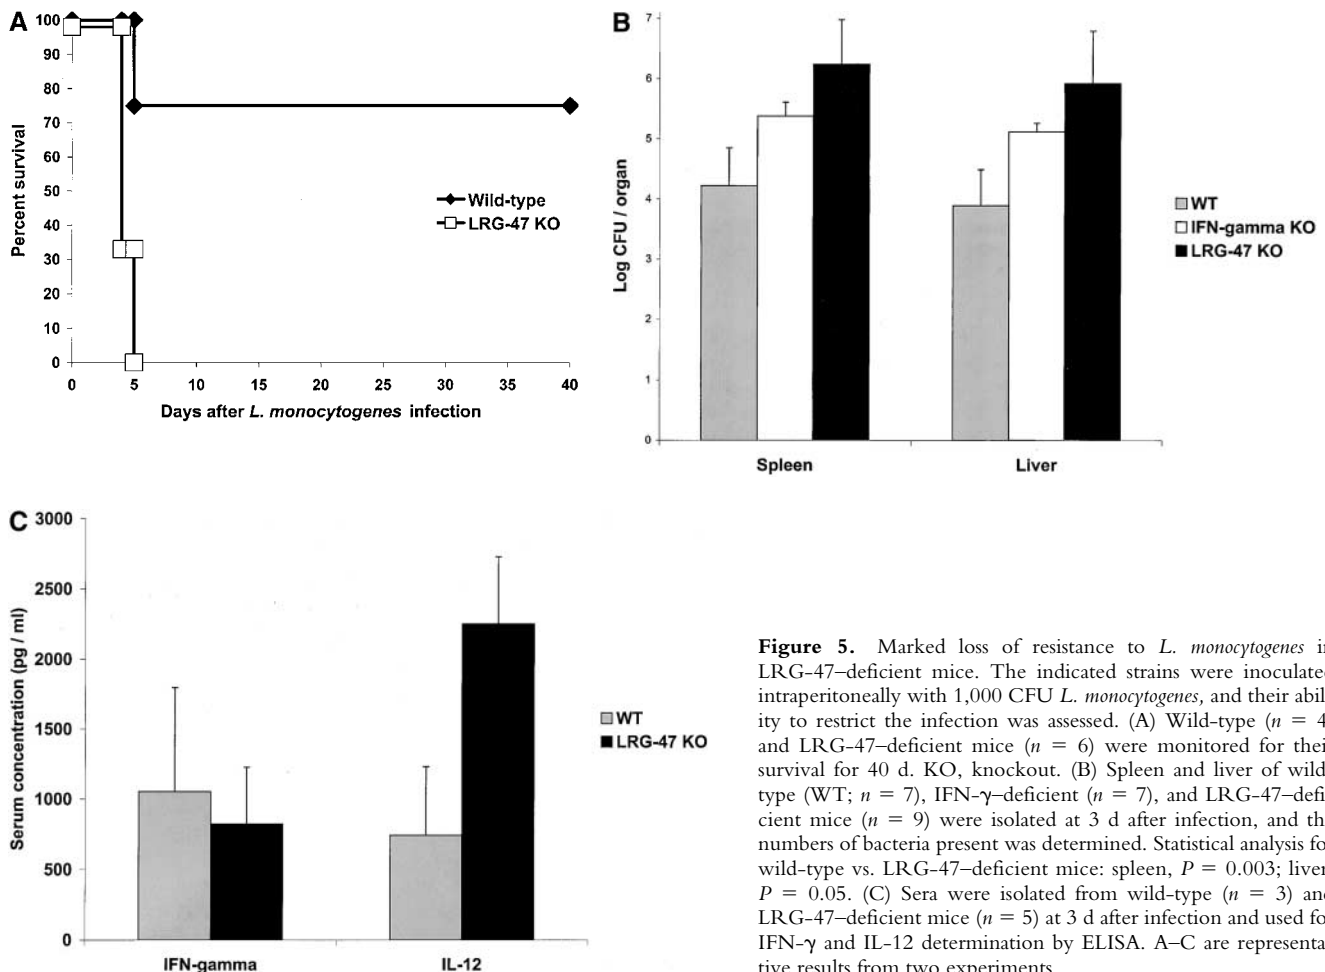 A
100
90
80
70
60
50
40
30
20
10
0
Percent survival
0 5 10 15 20 25 30 35 40
Days after L. monocytogenes infection
Wild-type
LRG-47 KO
B
7
6
5
4
3
2
1
0
Log CFU / organ
Spleen Liver
WT
IFN-gamma KO
LRG-47 KO
C
3000
2500
2000
1500
1000
500
0
Serum concentration (pg / ml)
IFN-gamma IL-12
WT
LRG-47 KO
Figure 5. Marked loss of resistance to L. monocytogenes in
LRG-47–deficient mice. The indicated strains were inoculate
intraperitoneally with 1,000 CFU L. monocytogenes, and their abil
ity to restrict the infection was assessed. (A) Wild-type (n = 4
and LRG-47–deficient mice (n = 6) were monitored for thei
survival for 40 d. KO, knockout. (B) Spleen and liver of wild
type (WT; n = 7), IFN-γ–deficient (n = 7), and LRG-47–defi
cient mice (n = 9) were isolated at 3 d after infection, and th
numbers of bacteria present was determined. Statistical analysis fo
wild-type vs. LRG-47–deficient mice: spleen, P = 0.003; liver
P = 0.05. (C) Sera were isolated from wild-type (n = 3) and
LRG-47–deficient mice (n = 5) at 3 d after infection and used fo
IFN-γ and IL-12 determination by ELISA. A–C are representa
tive results from two experiments.